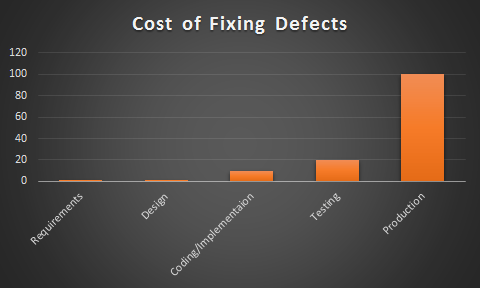 Cost of Fixing Defects
120
100
80
60
40
20
0
Requirements
Design
Coding/Implementaion
Testing
Production